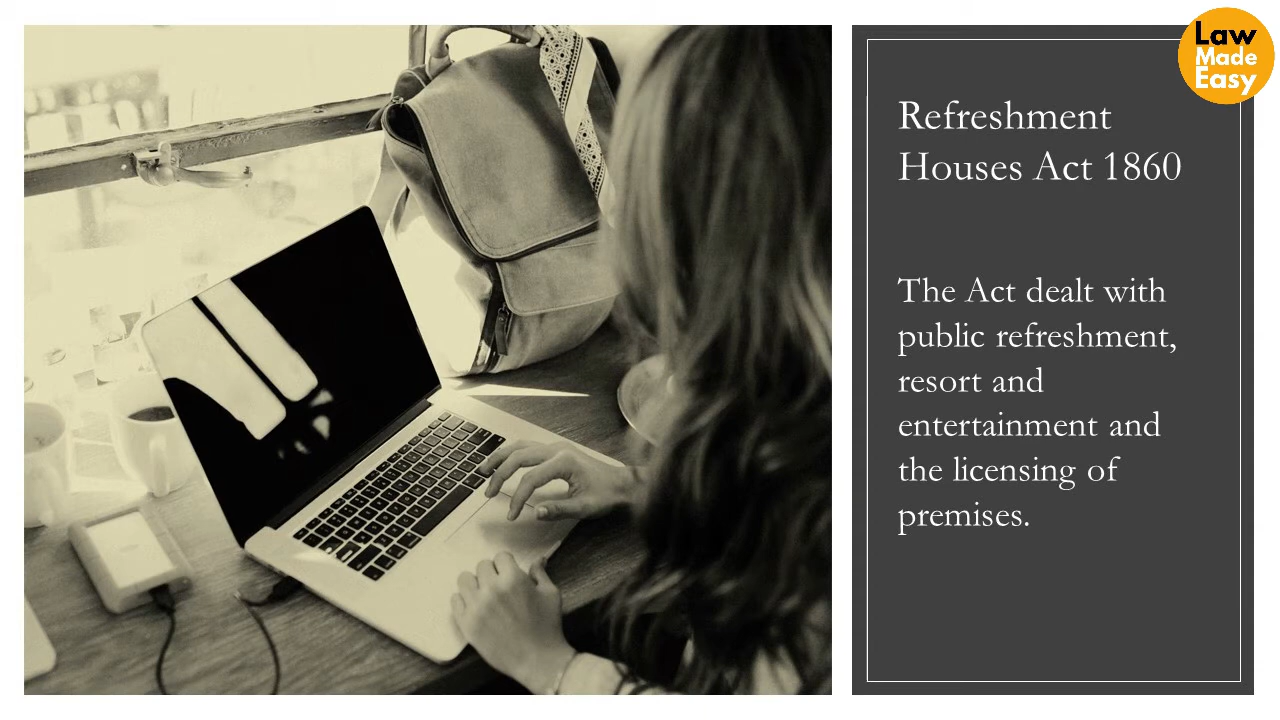 Law
Made
Easy
Refreshment
Houses Act 1860
The Act dealt with
public refreshment,
resort and
entertainment and
the licensing of
premises.